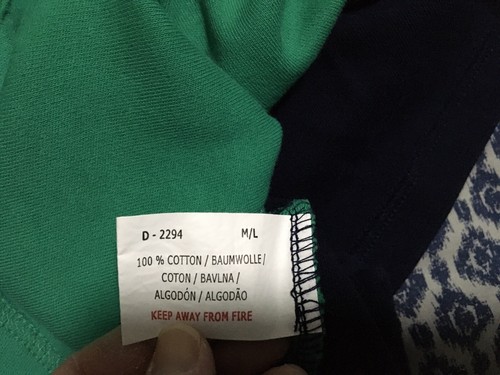 D - 2294 M/L
100 % COTTON / BAUMWOLLE/
COTON / BAVLNA /
ALGODÓN / ALGODÃO
KEEP AWAY FROM FIRE